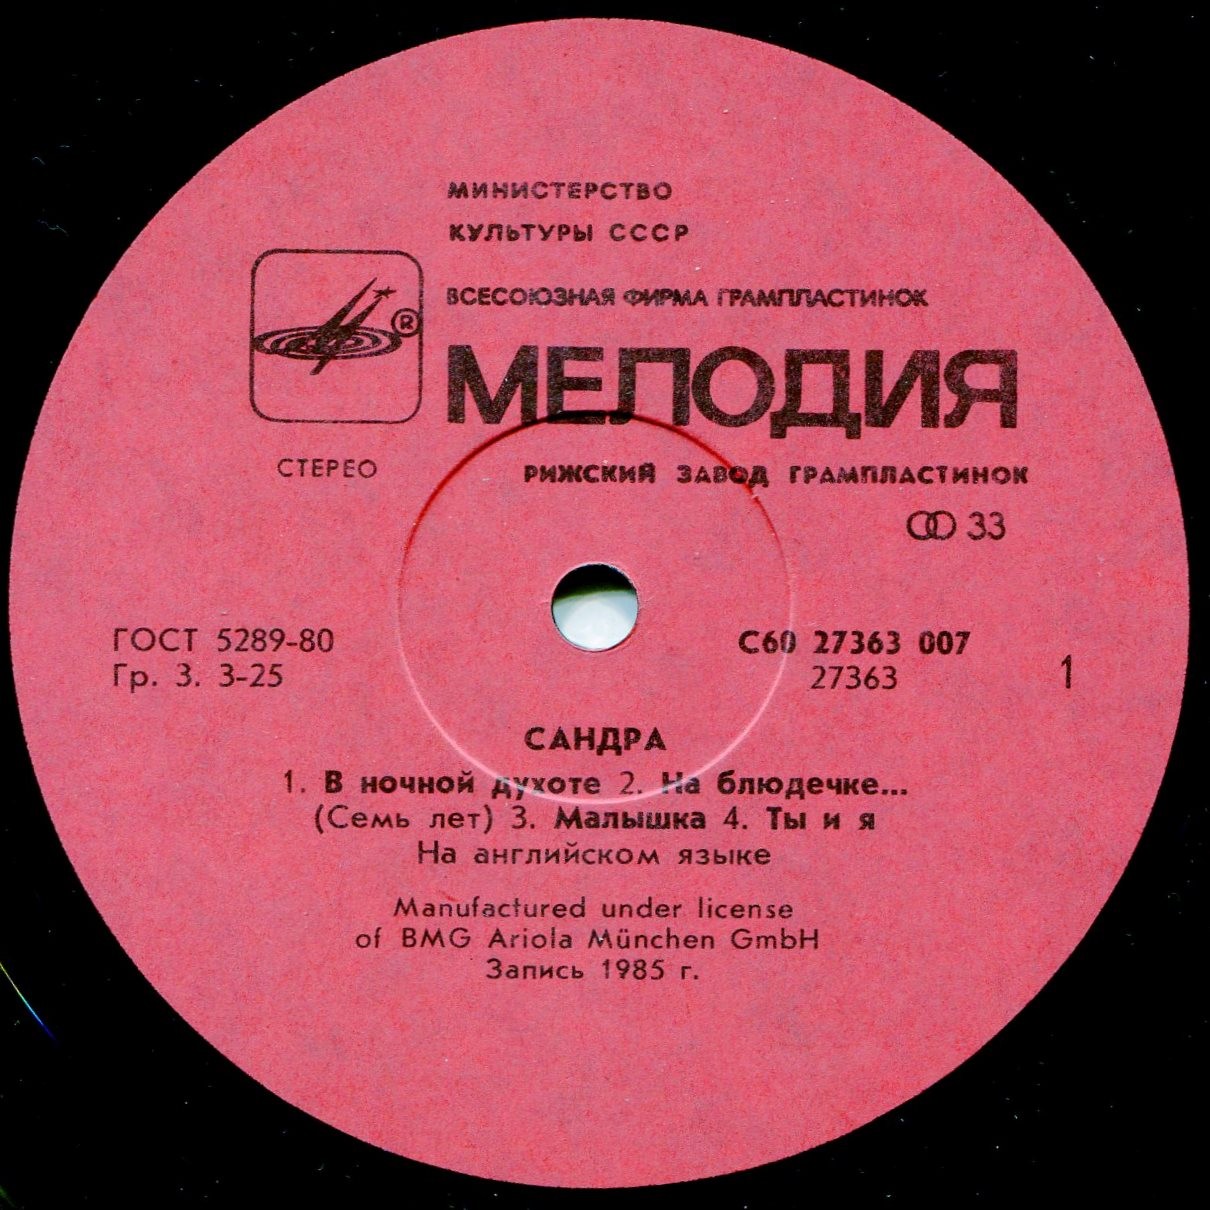 МИНИСТЕРСТВО
КУЛЬТУРЫ СССР
ВСЕСОЮЗНАЯ ФИРМА ГРАМПЛАСТИНОК
®
МЕЛОДИЯ
СТЕРЕО
РИЖСКИЙ ЗАВОД ГРАМПЛАСТИНОК
33
ГОСТ 5289-80
С60 27363 007
Гр. 3. 3-25
27363
1
САНДРА
1. В ночной духоте 2. На блюдечке...
(Семь лет) 3. Малышка 4. Ты и я
На английском языке
Manufactured under license
of BMG Ariola München GmbH
Запись 1985 г.